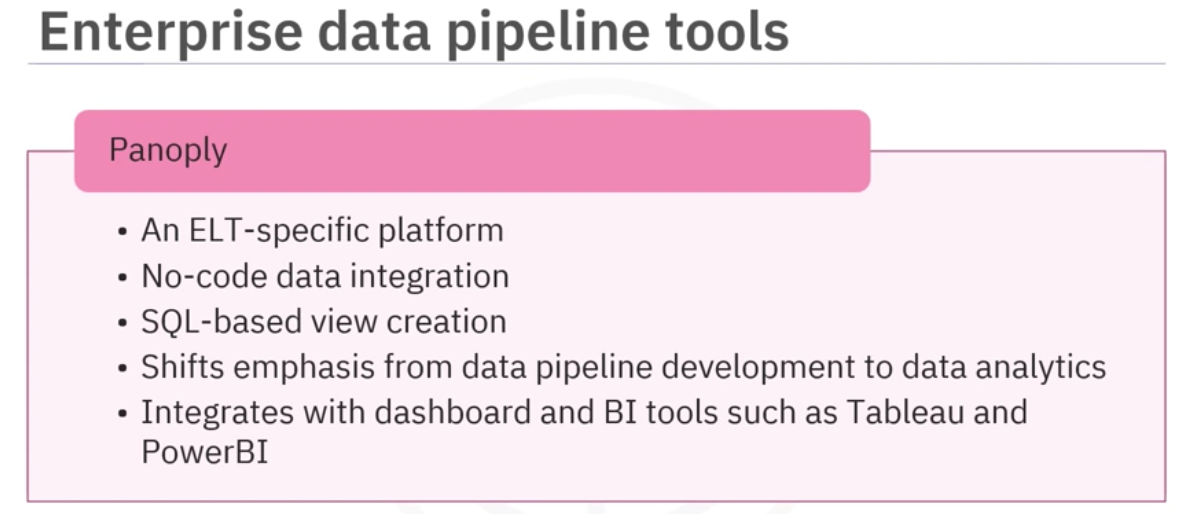 Enterprise data pipeline tools
Panoply
• An ELT-specific platform
• No-code data integration
• SQL-based view creation
• Shifts emphasis from data pipeline development to data analytics
• Integrates with dashboard and BI tools such as Tableau and
PowerBI